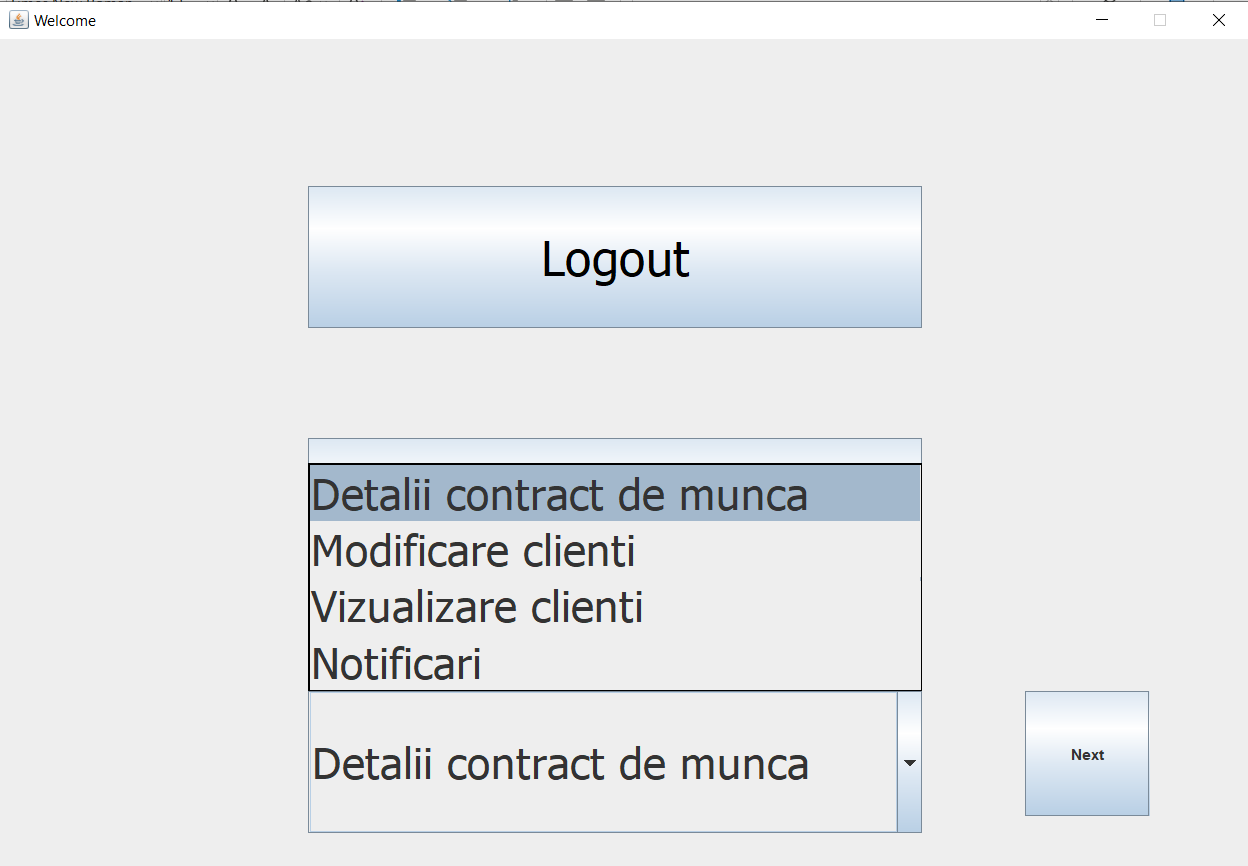 Welcome
Logout
Detalii contract de munca
Modificare clienti
Vizualizare clienti
Notificari
Detalii contract de munca
Next